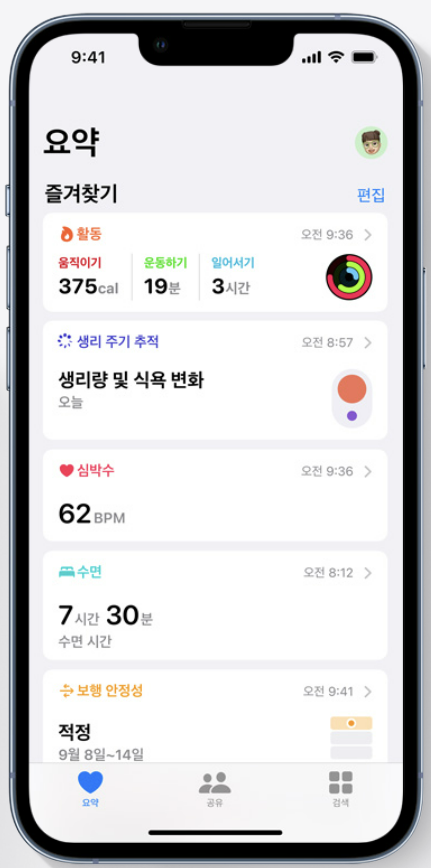 9:41
요약
즐겨찾기
편집
활동
오전 9:36
움직이기 운동하기 일어서기
375cal 19분 3시간
생리 주기 추적
오전 8:57
생리량 및 식욕 변화
오늘
심박수
오전 9:36
62 BPM
수면
오전 8:12
7시간 30분
수면 시간
보행 안정성
오전 9:41
적정
9월 8일~14일
요약 공유 검색